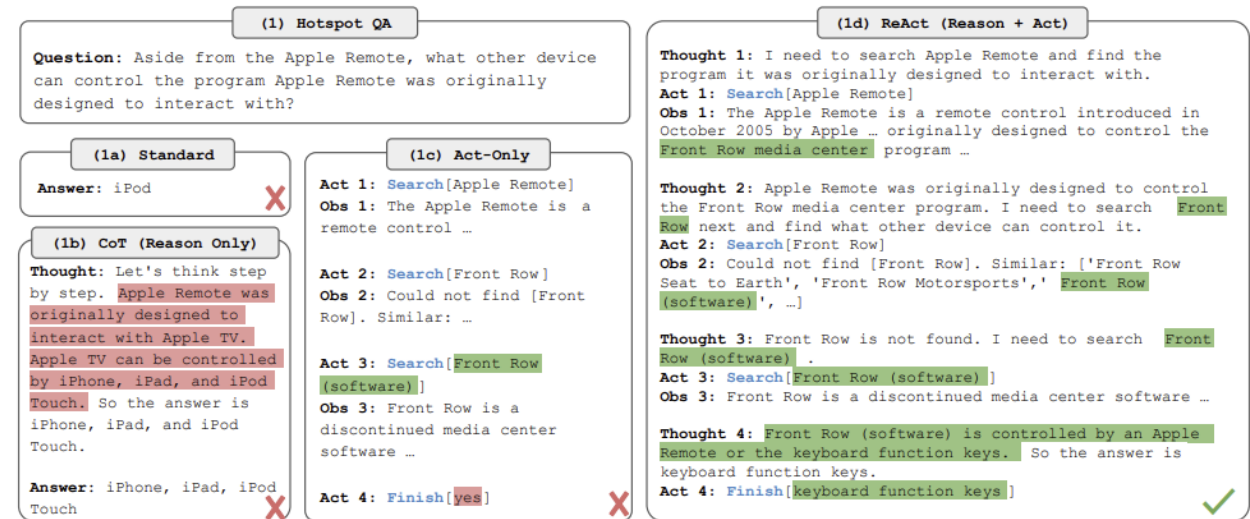 (1) Hotspot QA
Question: Aside from the Apple Remote, what other device
can control the program Apple Remote was originally
designed to interact with?
(1a) Standard
Answer: iPod
(1b) CoT (Reason Only)
Thought: Let's think step
by step. Apple Remote was
originally designed to
interact with Apple TV.
Apple TV can be controlled
by iPhone, iPad, and iPod
Touch. So the answer is
iPhone, iPad, and iPod
Touch.
Answer: iPhone, iPad, iPod
Touch
(1c) Act-Only
Act 1: Search[Apple Remote]
Obs 1: The Apple Remote is a
remote control …
Act 2: Search[Front Row]
Obs 2: Could not find [Front
Row]. Similar: …
Act 3: Search[Front Row
(software)]
Obs 3: Front Row is a
discontinued media center
software …
Act 4: Finish[yes]
(1d) ReAct (Reason + Act)
Thought 1: I need to search Apple Remote and find the
program it was originally designed to interact with.
Act 1: Search[Apple Remote]
Obs 1: The Apple Remote is a remote control introduced in
October 2005 by Apple … originally designed to control the
Front Row media center program …
Thought 2: Apple Remote was originally designed to control
the Front Row media center program. I need to search Front
Row next and find what other device can control it.
Act 2: Search[Front Row]
Obs 2: Could not find [Front Row]. Similar: ['Front Row
Seat to Earth', 'Front Row Motorsports',' Front Row
(software)', …]
Thought 3: Front Row is not found. I need to search Front
Row (software) .
Act 3: Search[Front Row (software)]
Obs 3: Front Row is a discontinued media center software …
Thought 4: Front Row (software) is controlled by an Apple
Remote or the keyboard function keys. So the answer is
keyboard function keys.
Act 4: Finish[keyboard function keys]